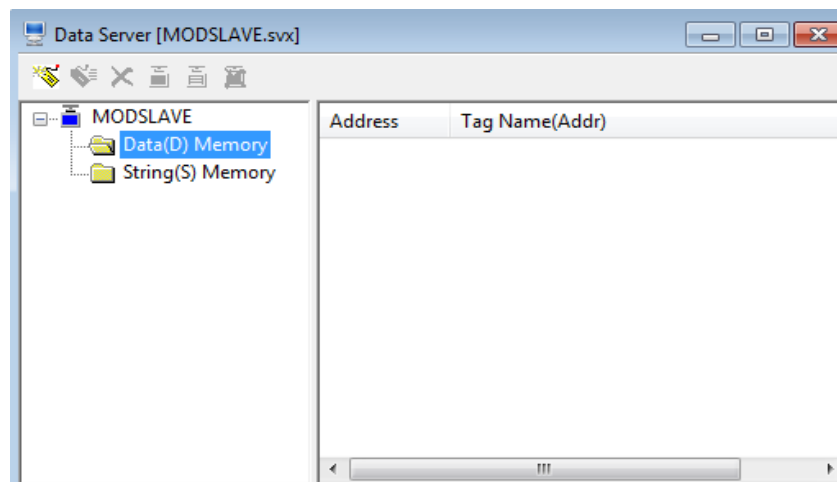 Data Server [MODSLAVE.svx]
MODSLAVE
Data(D) Memory
String(S) Memory
Address Tag Name(Addr)